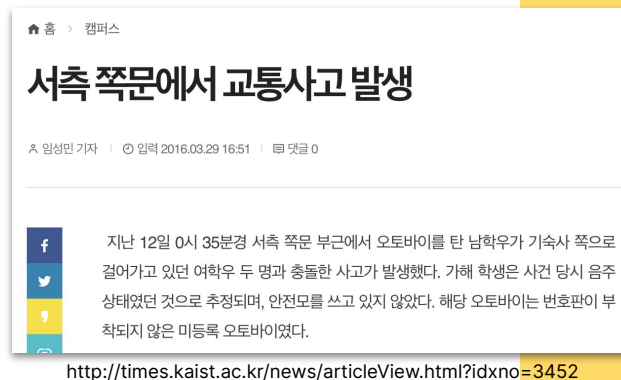 홈 > 캠퍼스
서측 쪽문에서 교통사고 발생
임성민 기자 | 입력 2016.03.29 16:51 | 댓글 0
지난 12일 0시 35분경 서측 쪽문 부근에서 오토바이를 탄 남학우가 기숙사 쪽으로
걸어가고 있던 여학우 두 명과 충돌한 사고가 발생했다. 가해 학생은 사건 당시 음주
상태였던 것으로 추정되며, 안전모를 쓰고 있지 않았다. 해당 오토바이는 번호판이 부
착되지 않은 미등록 오토바이였다.
http://times.kaist.ac.kr/news/articleView.html?idxno=3452